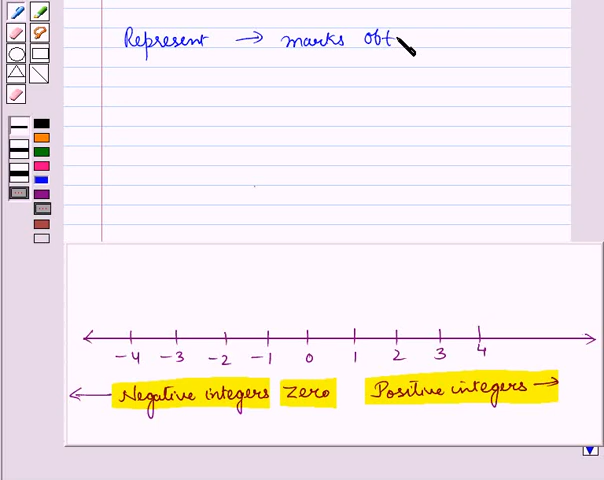 Represent → marks obt
-4 -3 -2 -1 0 1 2 3 4
← Negative integers Zero Positive integers →